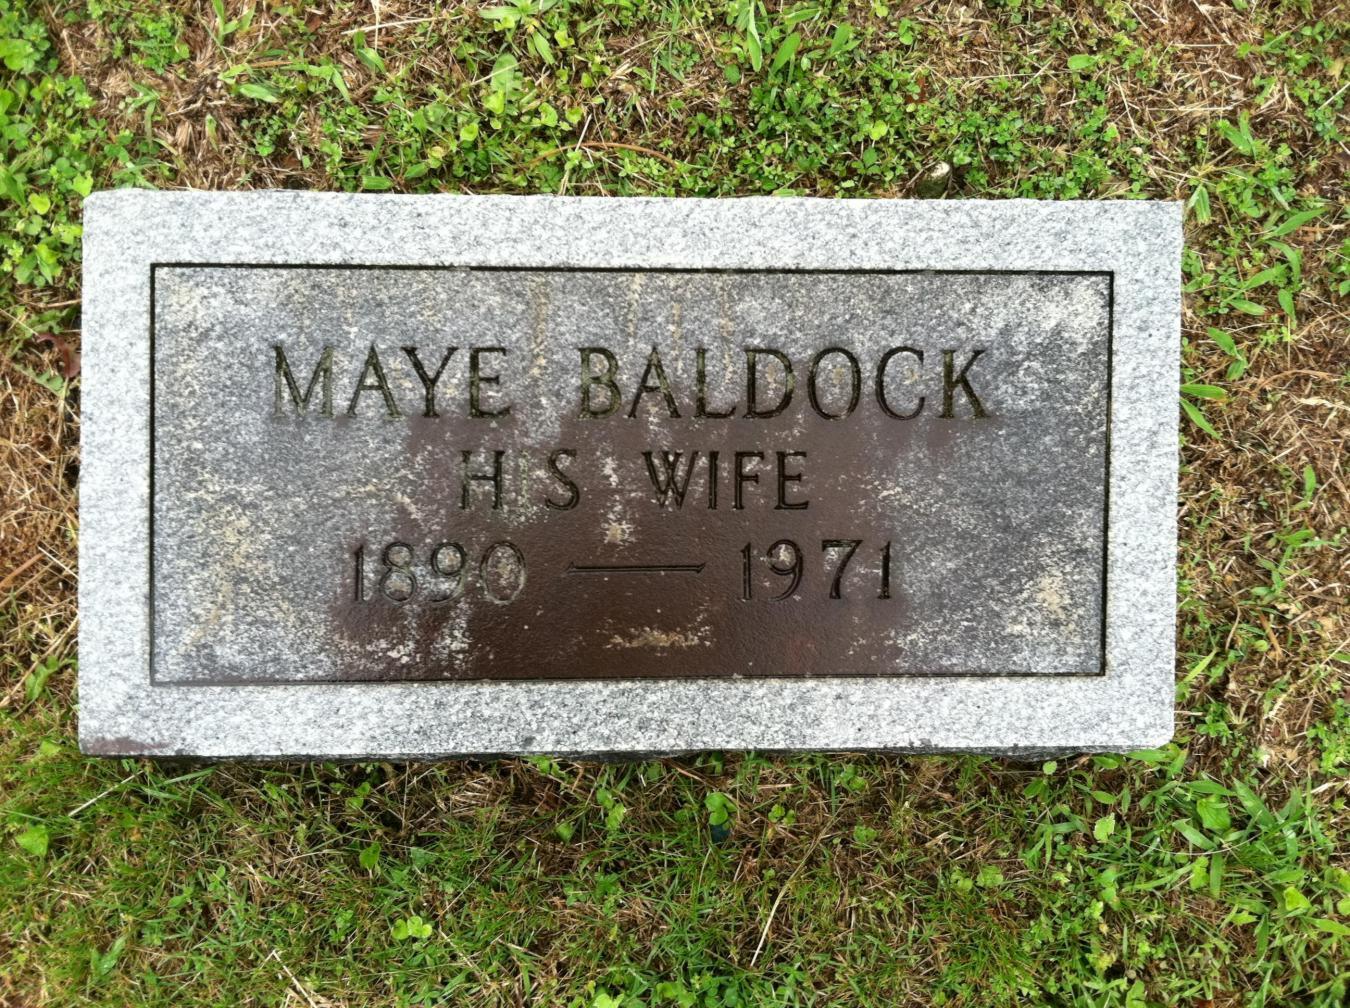 MAYE BALDOCK
HIS WIFE
1890 — 1971